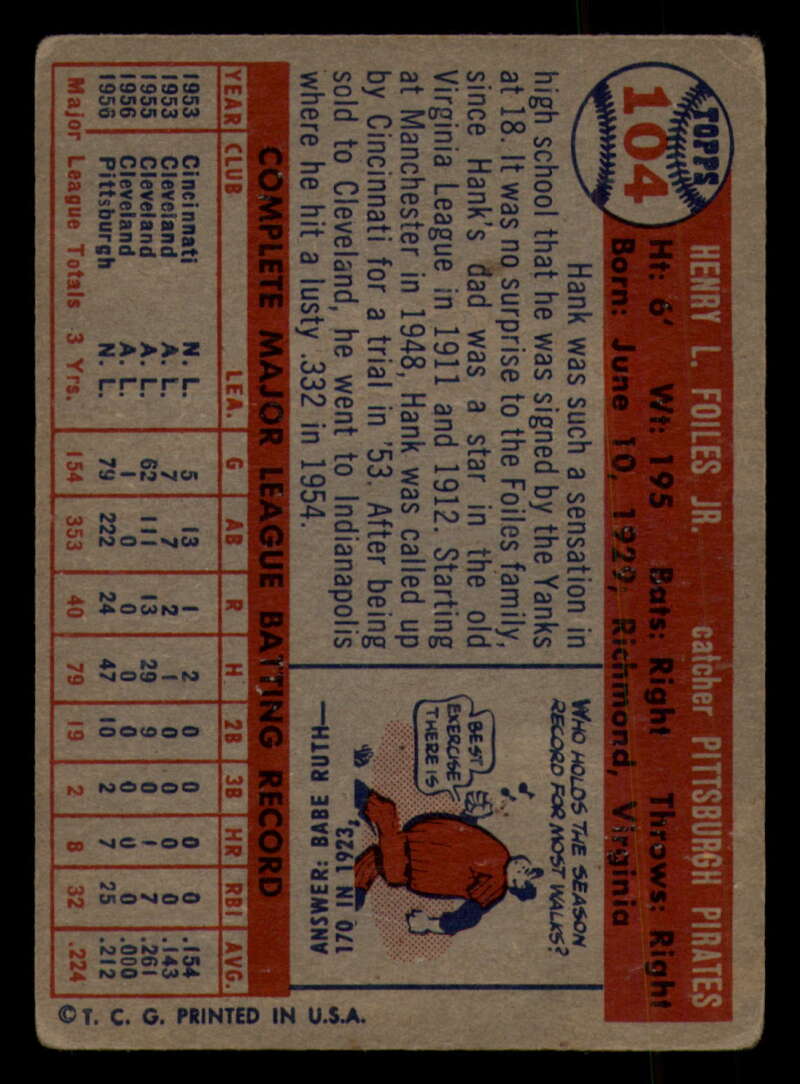 TOPPS
104
HENRY L. FOILES JR. catcher PITTSBURGH PIRATES
Ht: 6' Wt: 195 Bats: Right Throws: Right
Born: June 10, 1929, Richmond, Virginia
Hank was such a sensation in
high school that he was signed by the Yanks
at 18. It was no surprise to the Foiles family,
since Hank's dad was a star in the old
Virginia League in 1911 and 1912. Starting
at Manchester in 1948, Hank was called up
by Cincinnati for a trial in '53. After being
sold to Cleveland, he went to Indianapolis
where he hit a lusty .332 in 1954.
WHO HOLDS THE SEASON
RECORD FOR MOST WALKS?
BEST
EXERCISE
THERE IS
ANSWER: BABE RUTH—
170 IN 1923.
COMPLETE MAJOR LEAGUE BATTING RECORD
YEAR CLUB LEA. G AB R H 2B 3B HR RBI AVG.
1953 Cincinnati N. L. 5 13 1 2 0 0 0 0 .154
1953 Cleveland A. L. 7 7 2 1 0 0 0 0 .143
1955 Cleveland A. L. 62 111 13 29 9 0 1 7 .261
1956 Cleveland A. L. 1 0 0 0 0 0 0 0 .000
1956 Pittsburgh N. L. 79 222 24 47 10 2 7 25 .212
Major League Totals 3 Yrs. 154 353 40 79 19 2 8 32 .224
© T. C. G. PRINTED IN U.S.A.